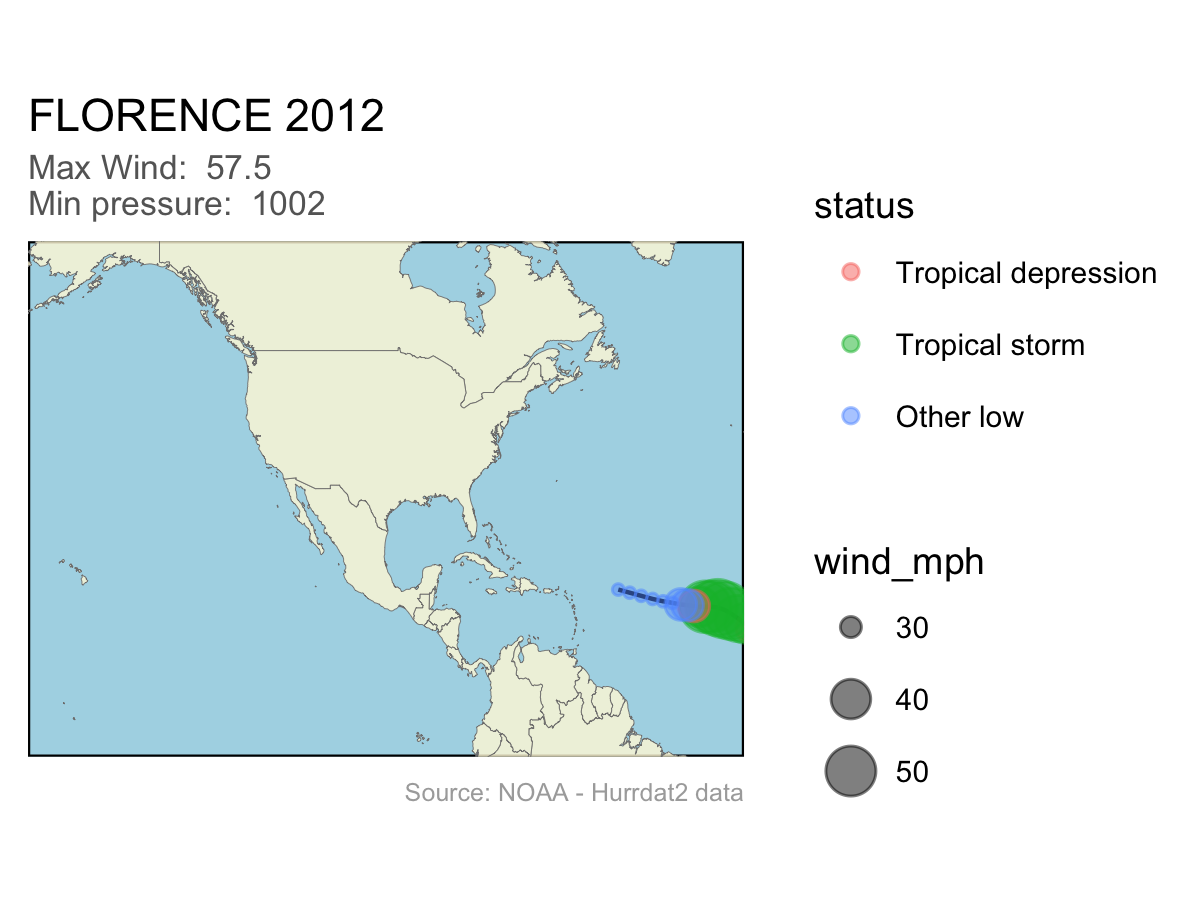 FLORENCE 2012
Max Wind:  57.5
Min pressure:  1002
status
Tropical depression
Tropical storm
Other low
wind_mph
30
40
50
Source: NOAA - Hurrdat2 data